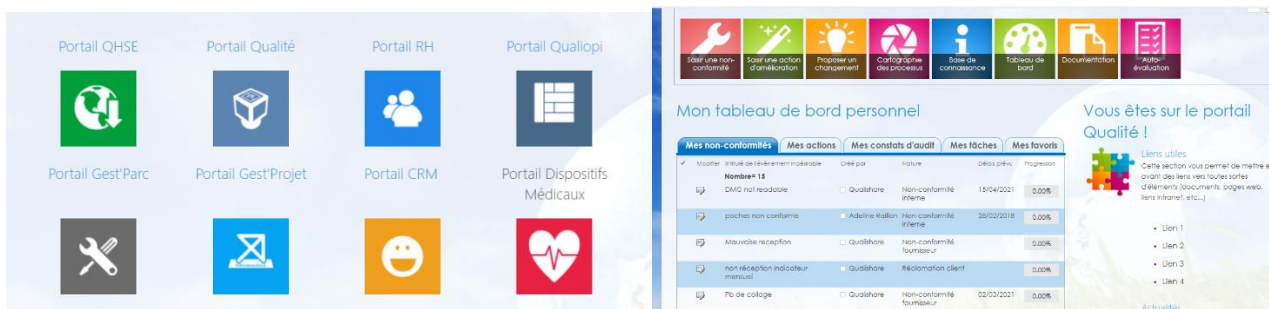 Portail QHSE
Portail Qualité
Portail RH
Portail Qualiopi
Portail Gest'Parc
Portail Gest'Projet
Portail CRM
Portail Dispositifs
Médicaux
Saisir une non-
conformité
Saisir une action
d'amélioration
Proposer un
changement
Cartographie
des processus
Base de
connaissance
Tableau de
bord
Documentation
Auto-
évaluation
Mon tableau de bord personnel
Mes non-conformités
Mes actions
Mes constats d'audit
Mes tâches
Mes favoris
Modifier Intitulé de l'évènement indésirable Créé par Nature Délais prévu Progression
Nombre= 15
DMC not readable Qualishare Non-conformité
interne 15/04/2021 0.00%
poches non conforme Adeline Raillon Non-conformité
interne 28/02/2018 0.00%
Mauvaise reception Qualishare Non-conformité
fournisseur 0.00%
non réception indicateur
mensuel Qualishare Réclamation client 0.00%
Pb de collage Qualishare Non-conformité
fournisseur 02/03/2021 0.00%
Vous êtes sur le portail
Qualité !
Liens utiles
Cette section vous permet de mettre e
avant des liens vers toutes sortes
d'éléments (documents, pages web,
liens intranet, etc...)
Lien 1
Lien 2
Lien 3
Lien 4
Actualités